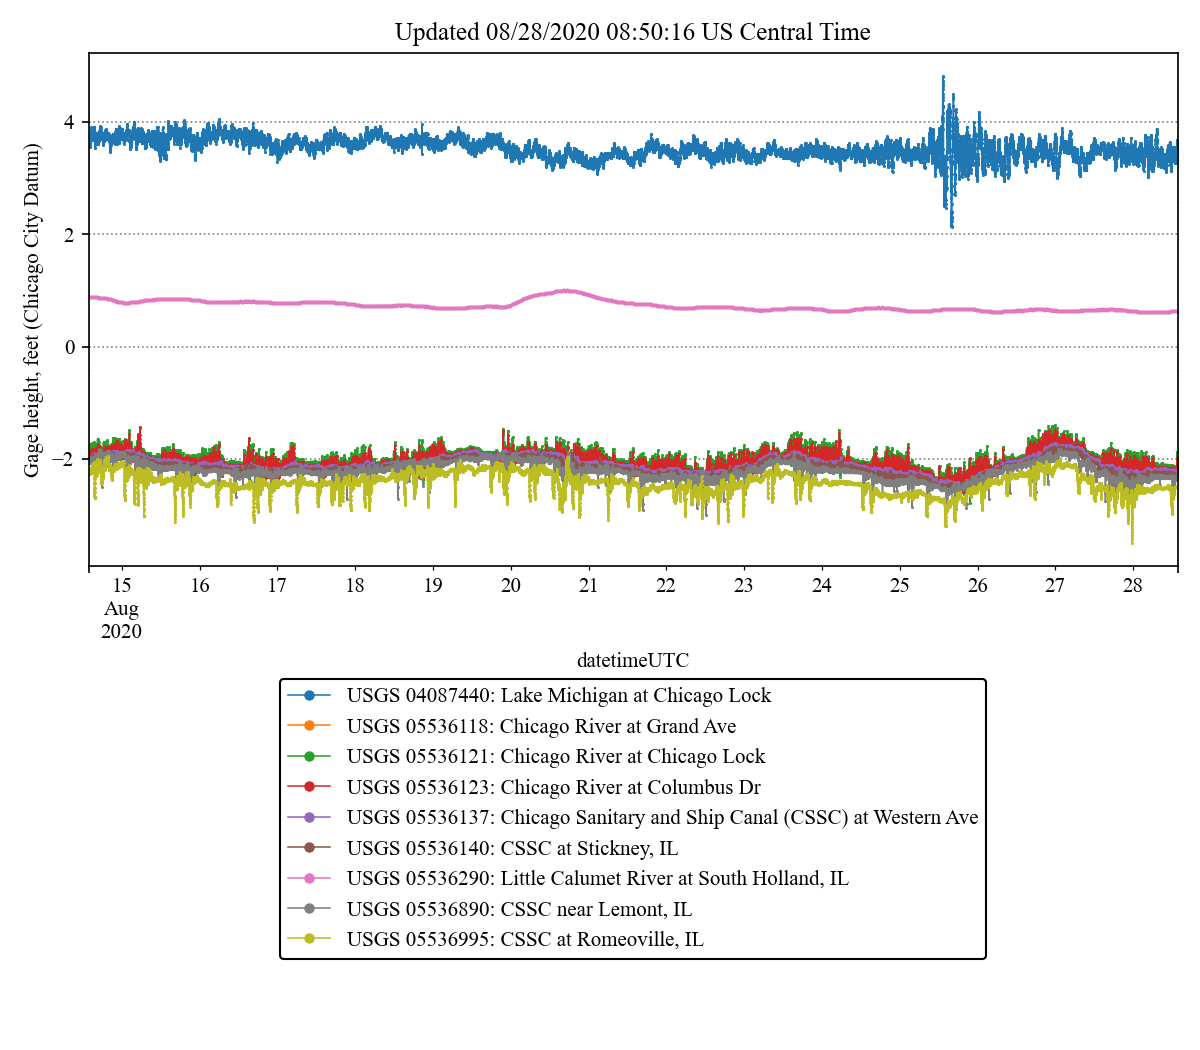 Updated 08/28/2020 08:50:16 US Central Time
Gage height, feet (Chicago City Datum)
4
2
0
−2
15 16 17 18 19 20 21 22 23 24 25 26 27 28
Aug
2020
datetimeUTC
USGS 04087440: Lake Michigan at Chicago Lock
USGS 05536118: Chicago River at Grand Ave
USGS 05536121: Chicago River at Chicago Lock
USGS 05536123: Chicago River at Columbus Dr
USGS 05536137: Chicago Sanitary and Ship Canal (CSSC) at Western Ave
USGS 05536140: CSSC at Stickney, IL
USGS 05536290: Little Calumet River at South Holland, IL
USGS 05536890: CSSC near Lemont, IL
USGS 05536995: CSSC at Romeoville, IL